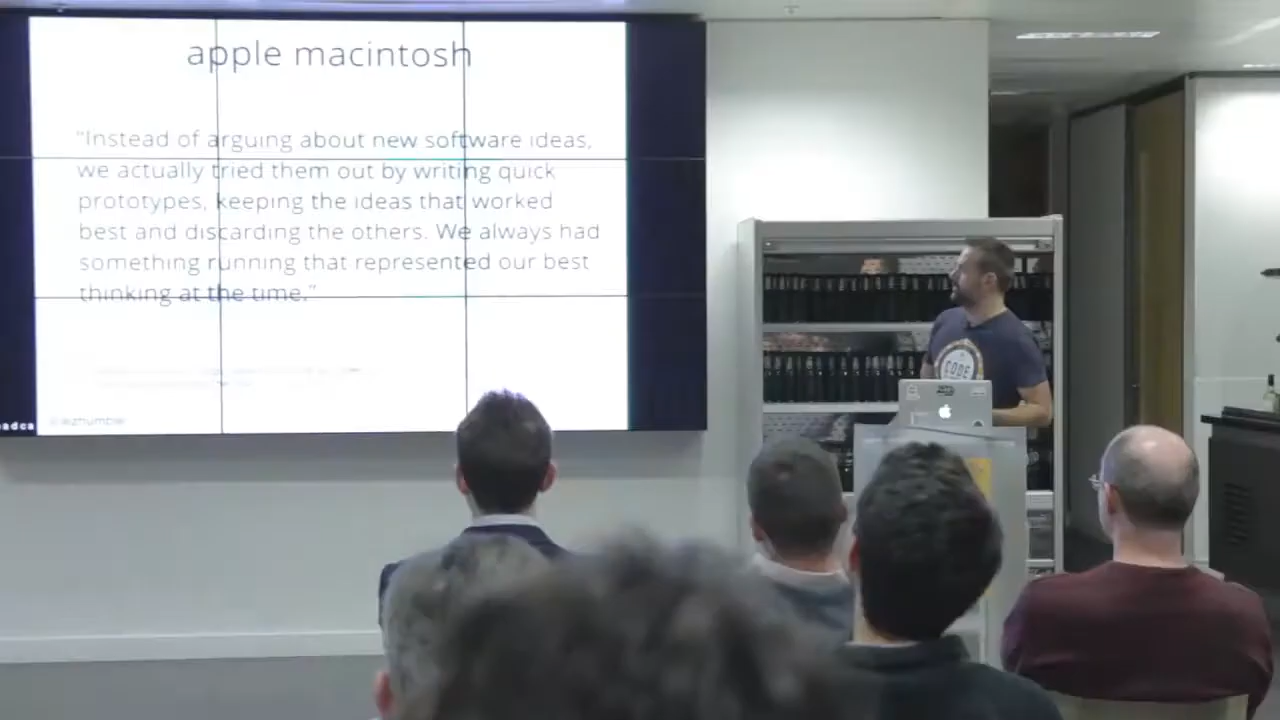 apple macintosh
"Instead of arguing about new software ideas,
we actually tried them out by writing quick
prototypes, keeping the ideas that worked
best and discarding the others. We always had
something running that represented our best
thinking at the time."
@jezhumble
CODE